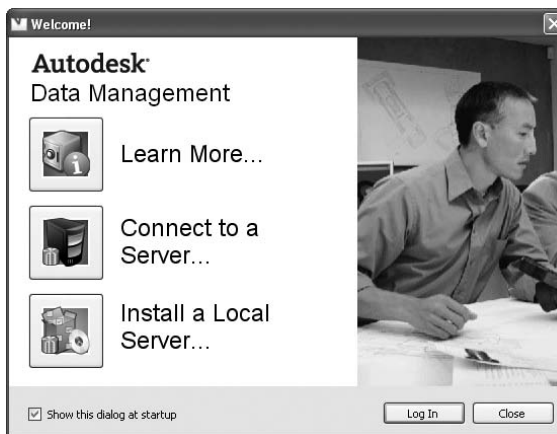 Welcome!
Autodesk
Data Management
Learn More...
Connect to a
Server...
Install a Local
Server...
Show this dialog at startup
Log In
Close